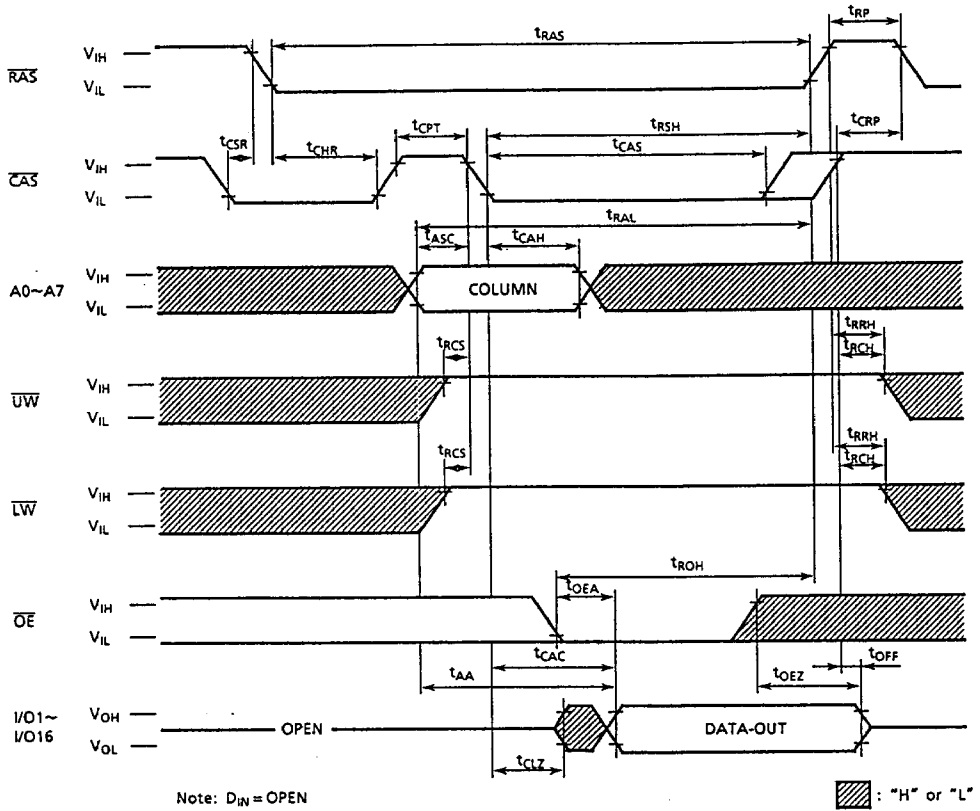 tRP
tRAS
RAS
VIH
VIL
tCPT
tRSH
tCRP
tCSR
tCHR
tCAS
CAS
VIH
VIL
tRAL
tASC
tCAH
A0~A7
VIH
VIL
COLUMN
tRRH
tRCS
tRCH
UW
VIH
VIL
tRRH
tRCS
tRCH
LW
VIH
VIL
tROH
tOEA
OE
VIH
VIL
tCAC
tOFF
tAA
tOEZ
I/O1~
I/O16
VOH
VOL
OPEN
DATA-OUT
tCLZ
Note: DIN = OPEN
: "H" or "L"